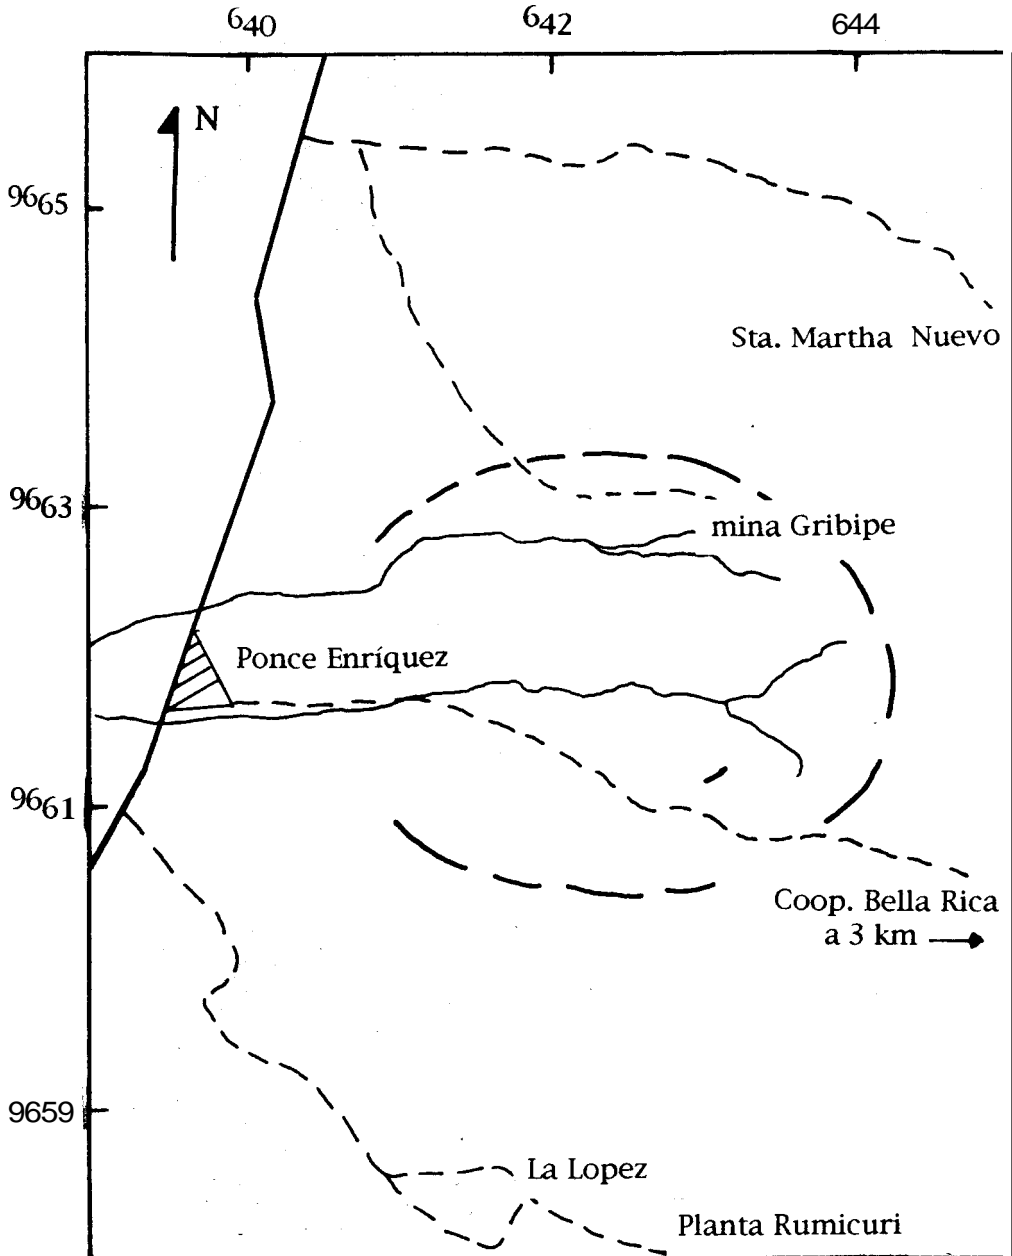 640 642 644
N
9665
Sta. Martha Nuevo
9663
mina Gribipe
Ponce Enríquez
9661
Coop. Bella Rica
a 3 km
9659
La Lopez
Planta Rumicuri